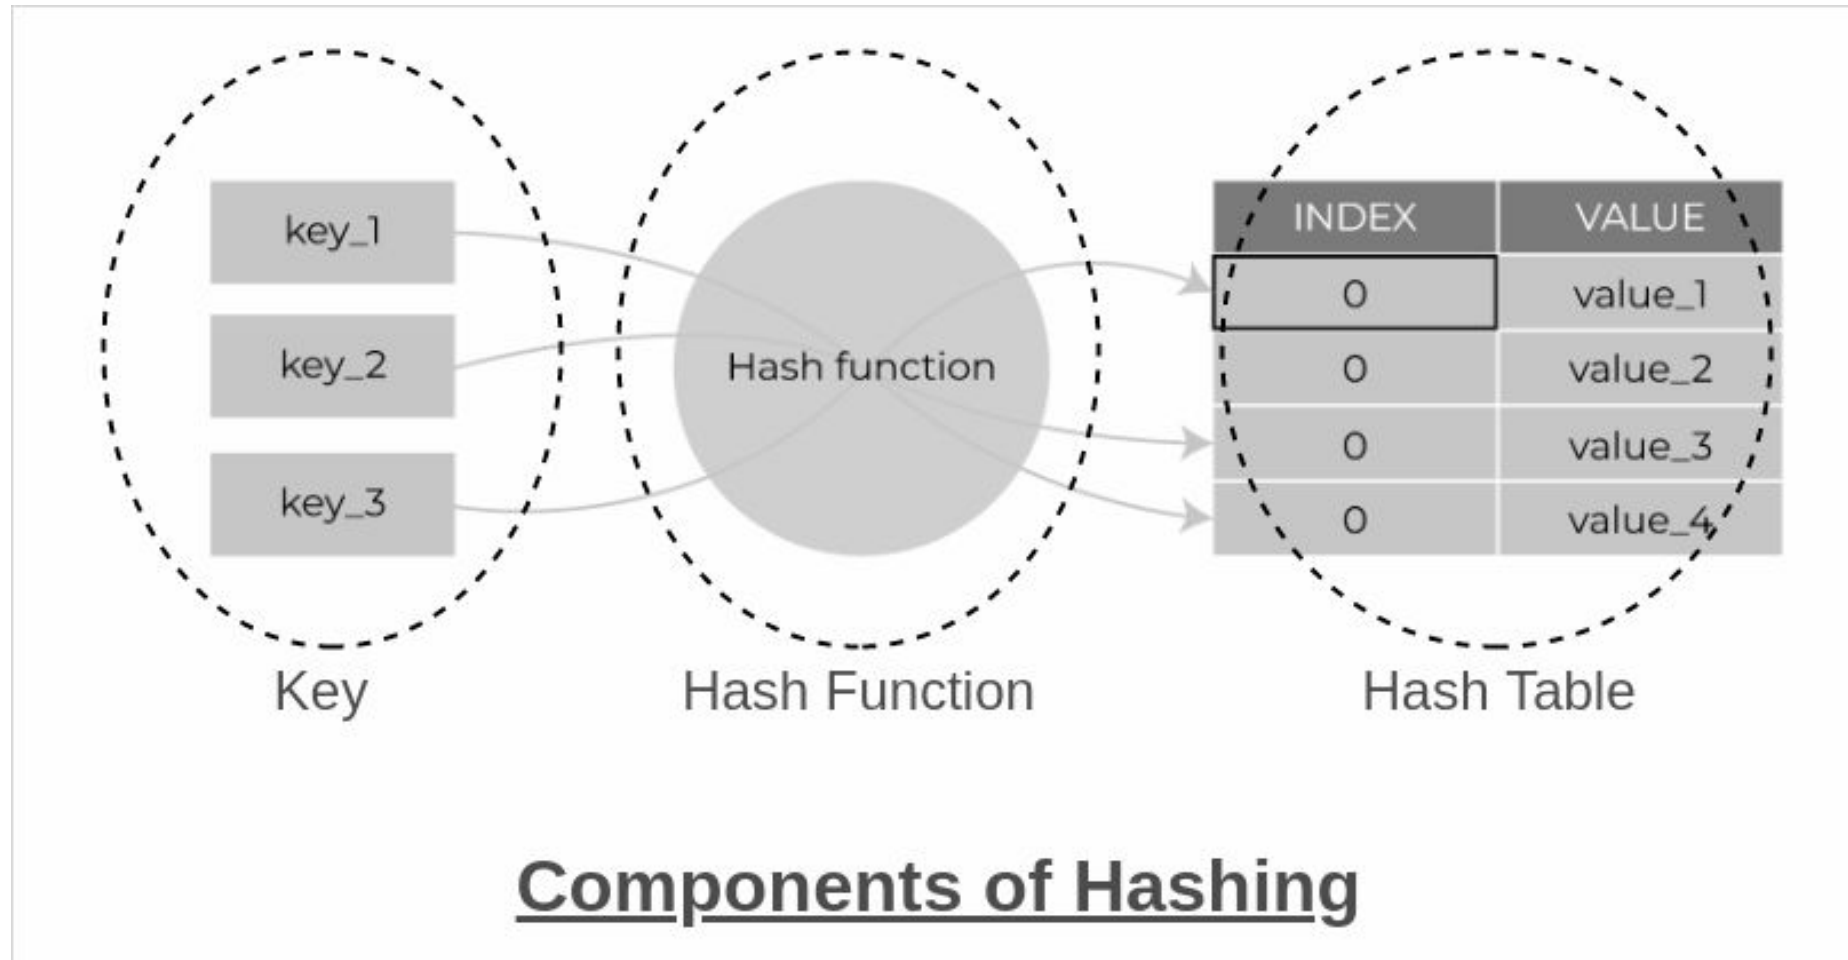 key_1
key_2
key_3
Hash function
INDEX VALUE
0 value_1
0 value_2
0 value_3
0 value_4
Key
Hash Function
Hash Table
Components of Hashing